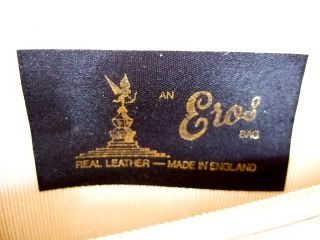 AN Eros
BAG
REAL LEATHER — MADE IN ENGLAND